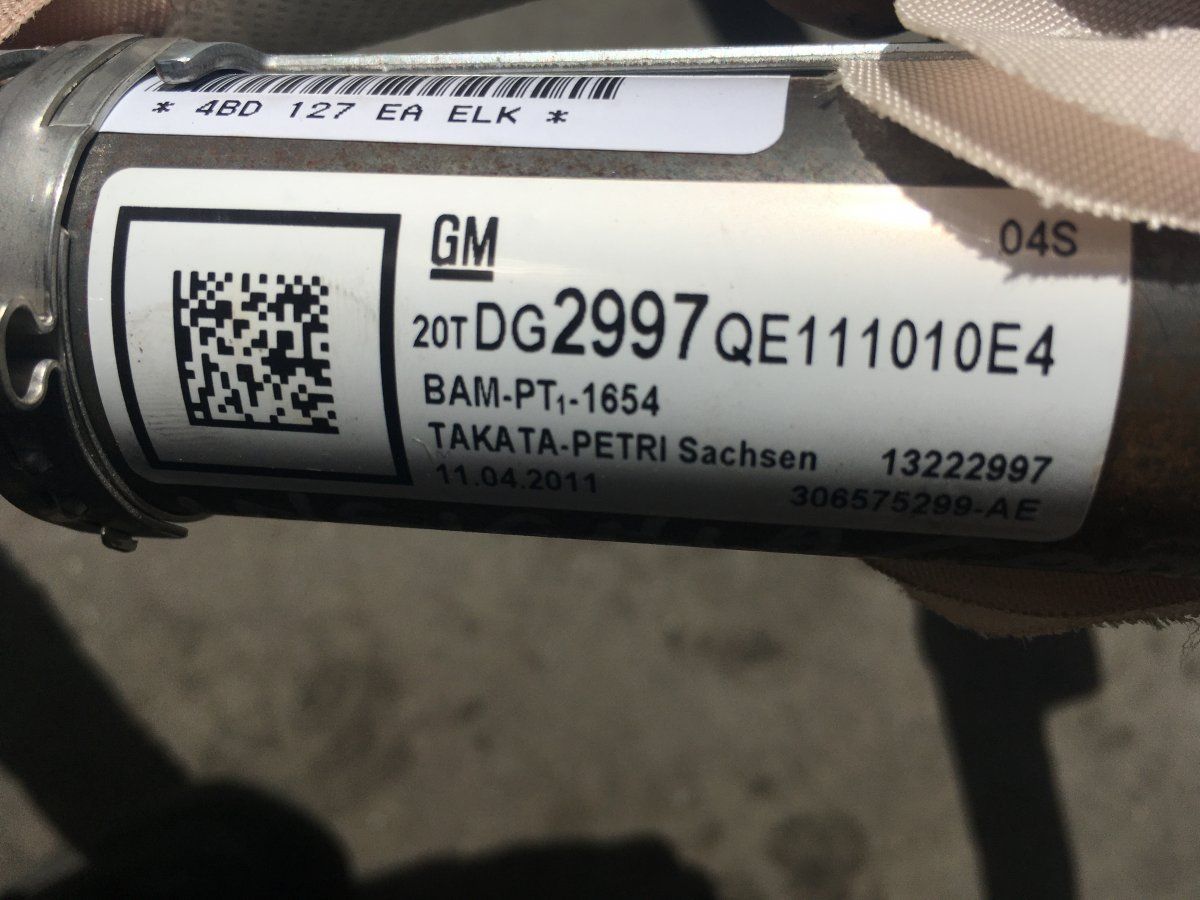 * 4BD 127 EA ELK *
GM
04S
20TDG2997QE111010E4
BAM-PT₁-1654
TAKATA-PETRI Sachsen 13222997
11.04.2011 306575299-AE